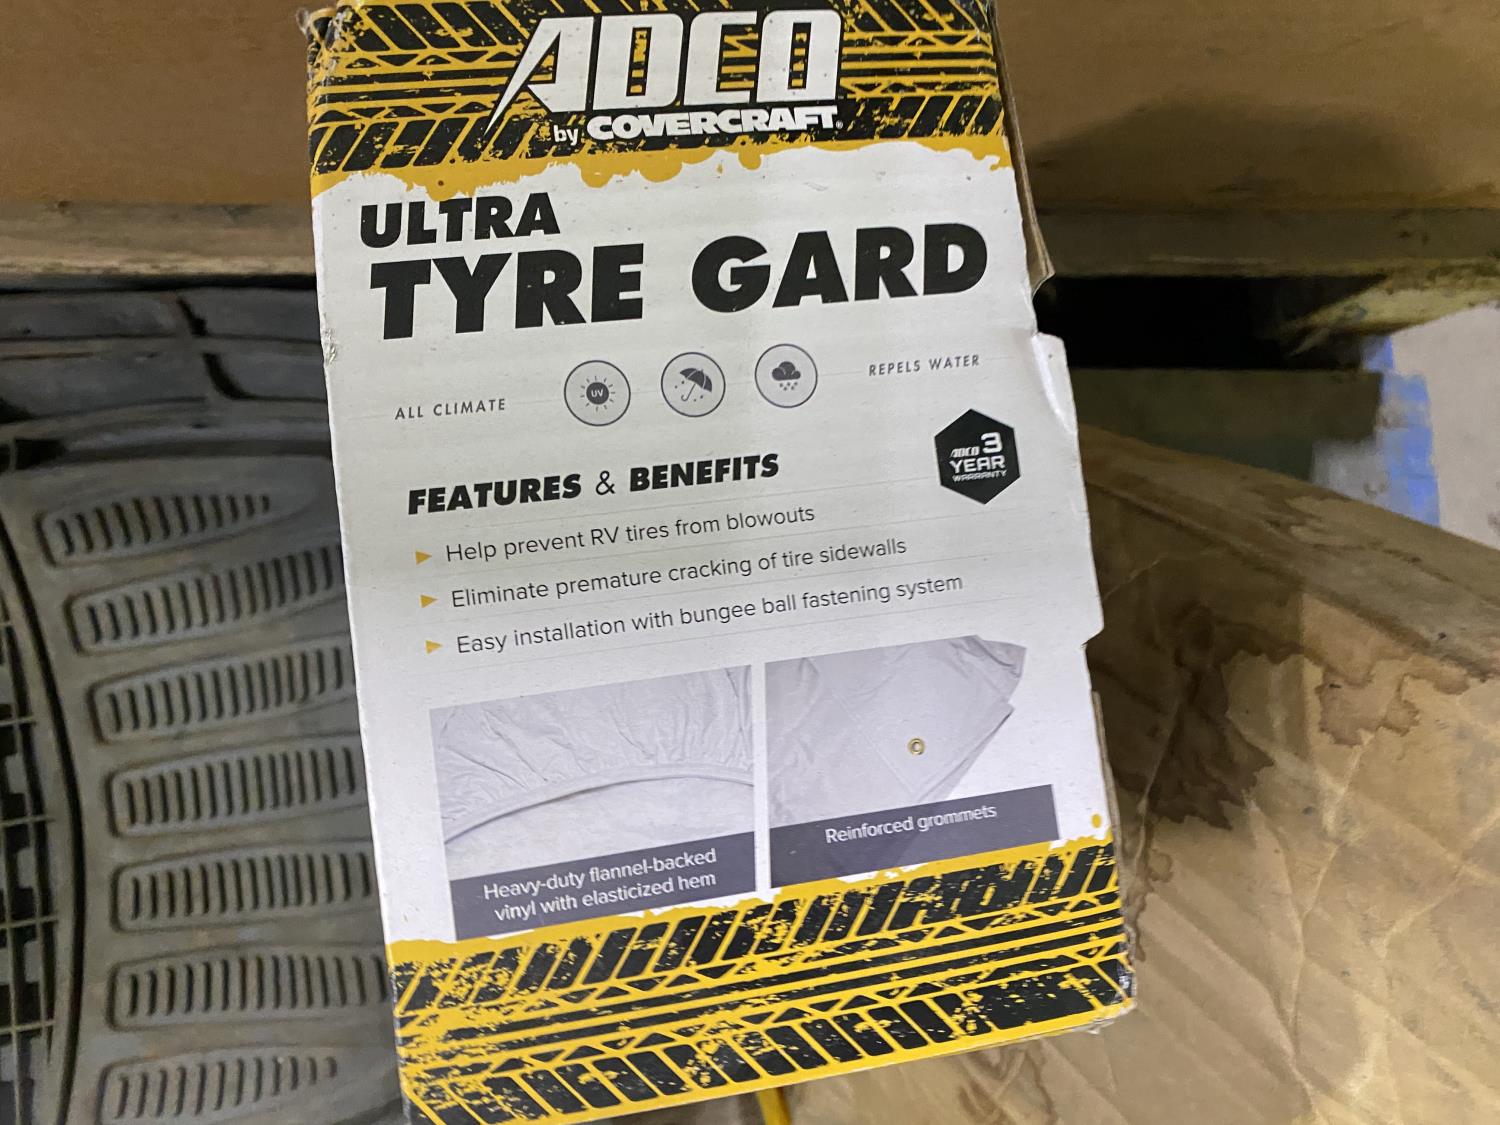 ADCO
by COVERCRAFT®
ULTRA
TYRE GARD
ALL CLIMATE
UV
REPELS WATER
ADCO 3
YEAR
WARRANTY
FEATURES & BENEFITS
Help prevent RV tires from blowouts
Eliminate premature cracking of tire sidewalls
Easy installation with bungee ball fastening system
Heavy-duty flannel-backed
vinyl with elasticized hem
Reinforced grommets